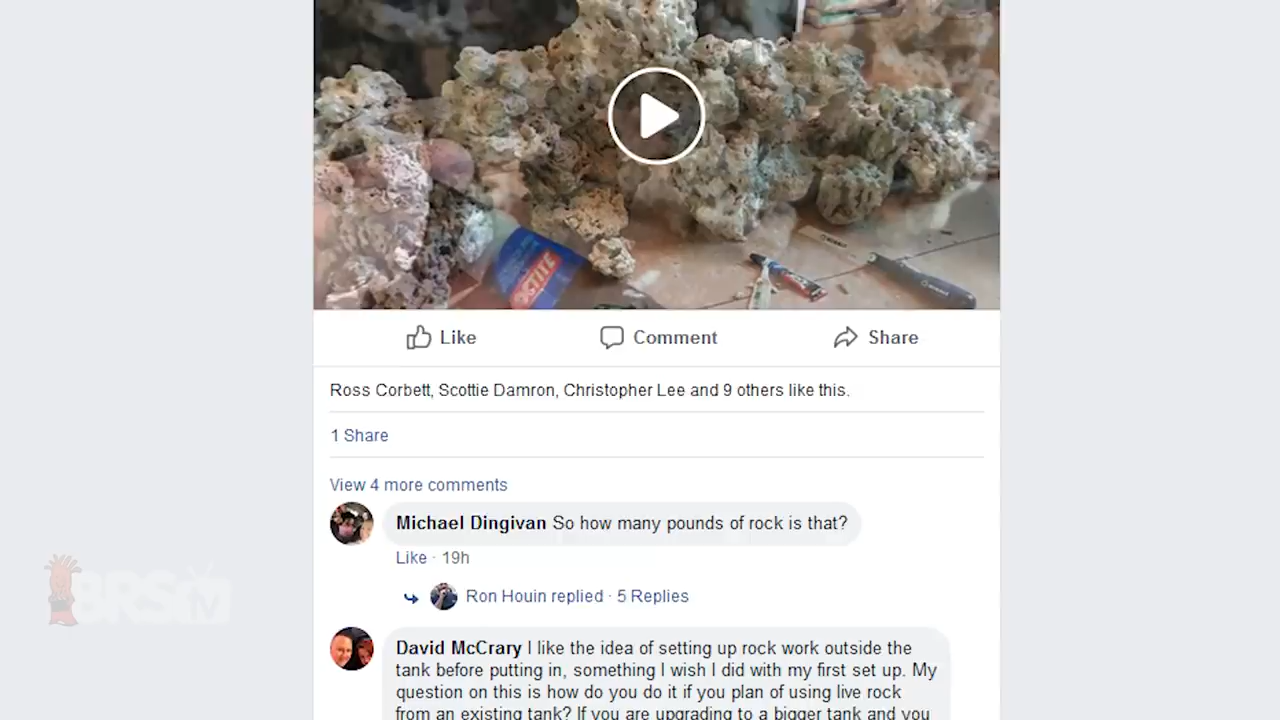 Like Comment Share
Ross Corbett, Scottie Damron, Christopher Lee and 9 others like this.
1 Share
View 4 more comments
Michael Dingivan So how many pounds of rock is that?
Like · 19h
Ron Houin replied · 5 Replies
BRStv
David McCrary I like the idea of setting up rock work outside the
tank before putting in, something I wish I did with my first set up. My
question on this is how do you do it if you plan of using live rock
from an existing tank? If you are upgrading to a bigger tank and you